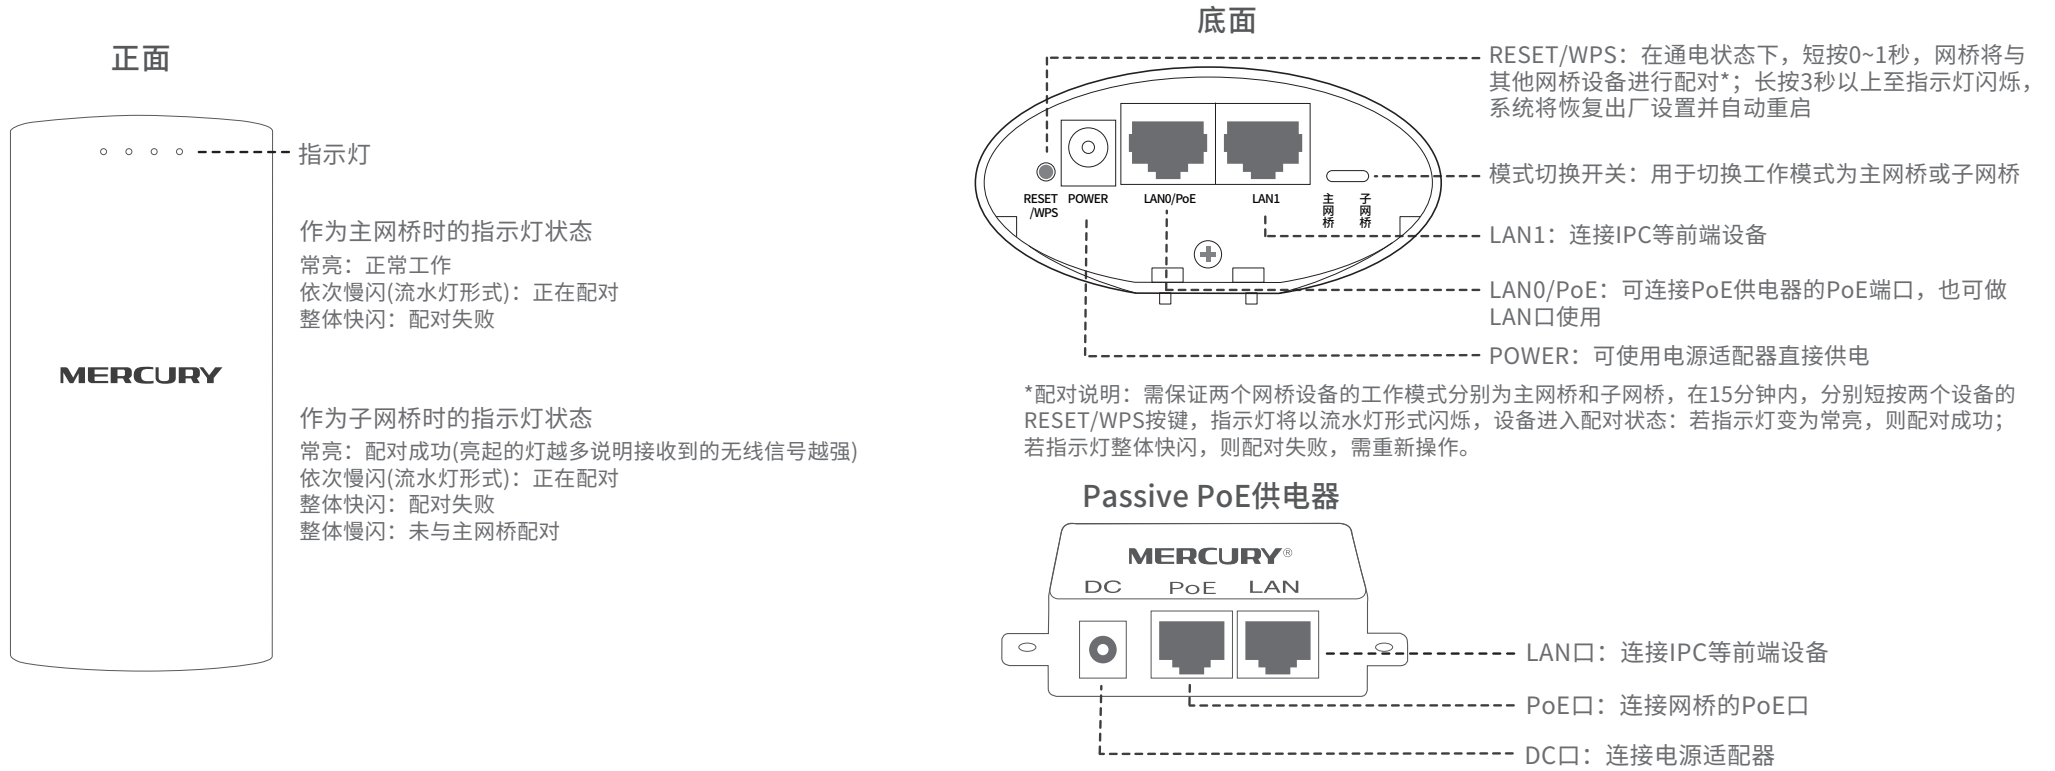 正面
指示灯
作为主网桥时的指示灯状态
常亮：正常工作
依次慢闪(流水灯形式)：正在配对
整体快闪：配对失败
MERCURY
作为子网桥时的指示灯状态
常亮：配对成功(亮起的灯越多说明接收到的无线信号越强)
依次慢闪(流水灯形式)：正在配对
整体快闪：配对失败
整体慢闪：未与主网桥配对
底面
RESET/WPS：在通电状态下，短按0~1秒，网桥将与
其他网桥设备进行配对*；长按3秒以上至指示灯闪烁，
系统将恢复出厂设置并自动重启
RESET
/WPS
POWER
LAN0/PoE
LAN1
主网桥
子网桥
模式切换开关：用于切换工作模式为主网桥或子网桥
LAN1：连接IPC等前端设备
LAN0/PoE：可连接PoE供电器的PoE端口，也可做
LAN口使用
POWER：可使用电源适配器直接供电
*配对说明：需保证两个网桥设备的工作模式分别为主网桥和子网桥，在15分钟内，分别短按两个设备的
RESET/WPS按键，指示灯将以流水灯形式闪烁，设备进入配对状态：若指示灯变为常亮，则配对成功；
若指示灯整体快闪，则配对失败，需重新操作。
Passive PoE供电器
MERCURY®
DC PoE LAN
LAN口：连接IPC等前端设备
PoE口：连接网桥的PoE口
DC口：连接电源适配器